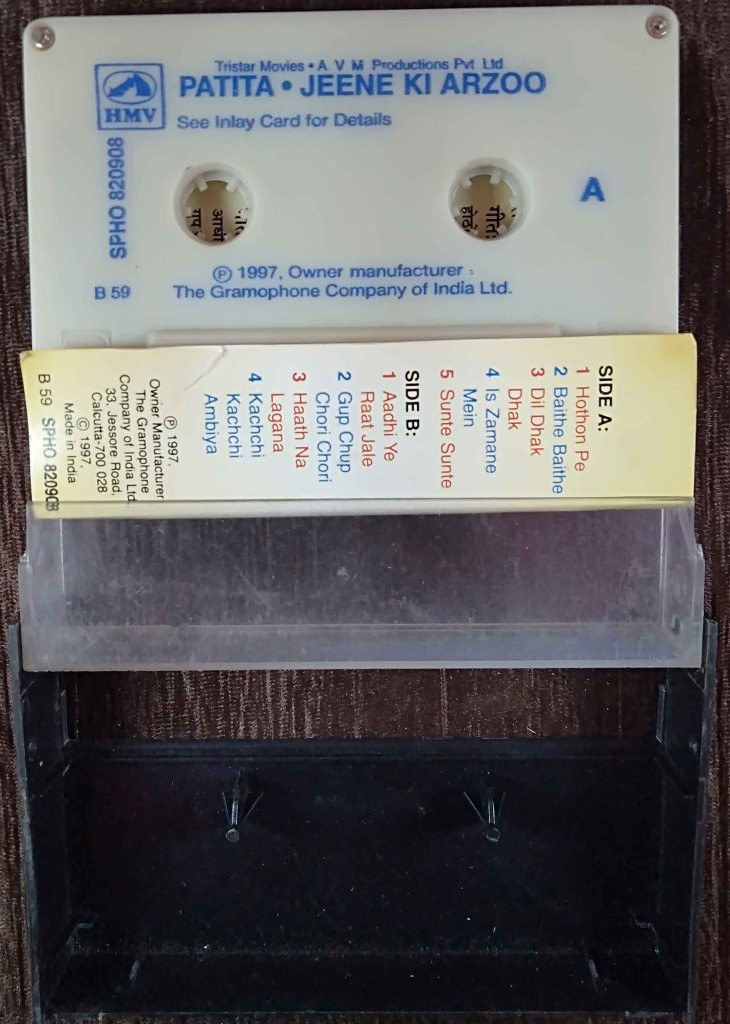 Tristar Movies • A V M Productions Pvt Ltd
PATITA • JEENE KI ARZOO
HMV
See Inlay Card for Details
SPHO 820908
A
℗ 1997, Owner manufacturer :
B 59
The Gramophone Company of India Ltd.
SIDE A:
1 Hothon Pe
2 Baithe Baithe
3 Dil Dhak
Dhak
4 Is Zamane
Mein
5 Sunte Sunte
SIDE B:
1 Aadhi Ye
Raat Jale
2 Gup Chup
Chori Chori
3 Haath Na
Lagana
4 Kachchi
Kachchi
Ambiya
℗ 1997,
Owner Manufacturer
The Gramophone
Company of India Ltd.
33, Jessore Road,
Calcutta-700 028
© 1997,
Made in India
B 59 SPHO 820908